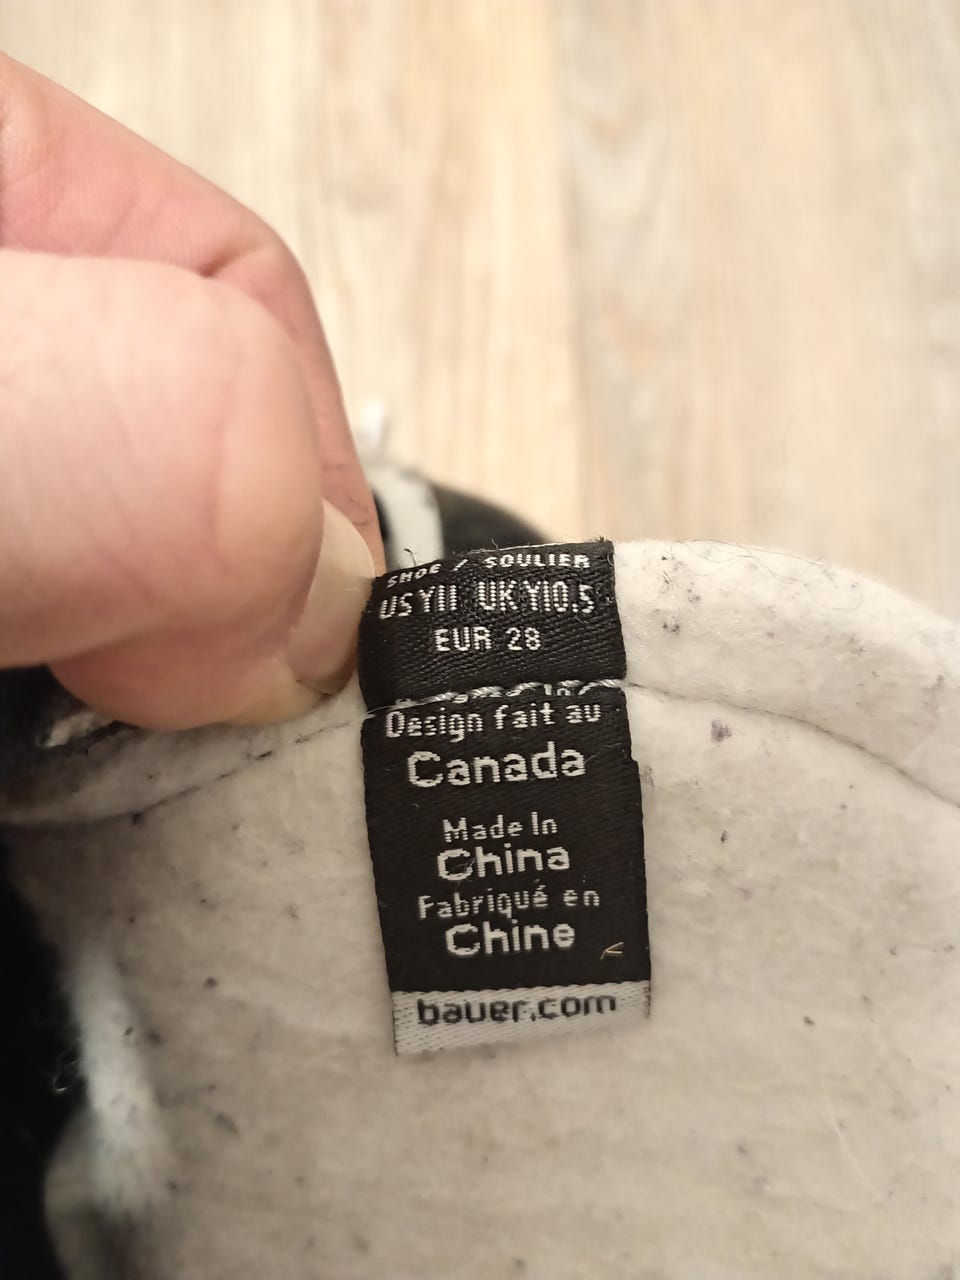 SHOE / SOULIER
US Y11 UK Y10.5
EUR 28
Design fait au
Canada
Made In
China
Fabriqué en
Chine
bauer.com